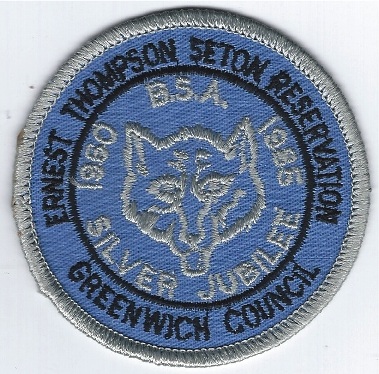 ERNEST THOMPSON SETON RESERVATION
B.S.A.
1960 1985
SILVER JUBILEE
GREENWICH COUNCIL